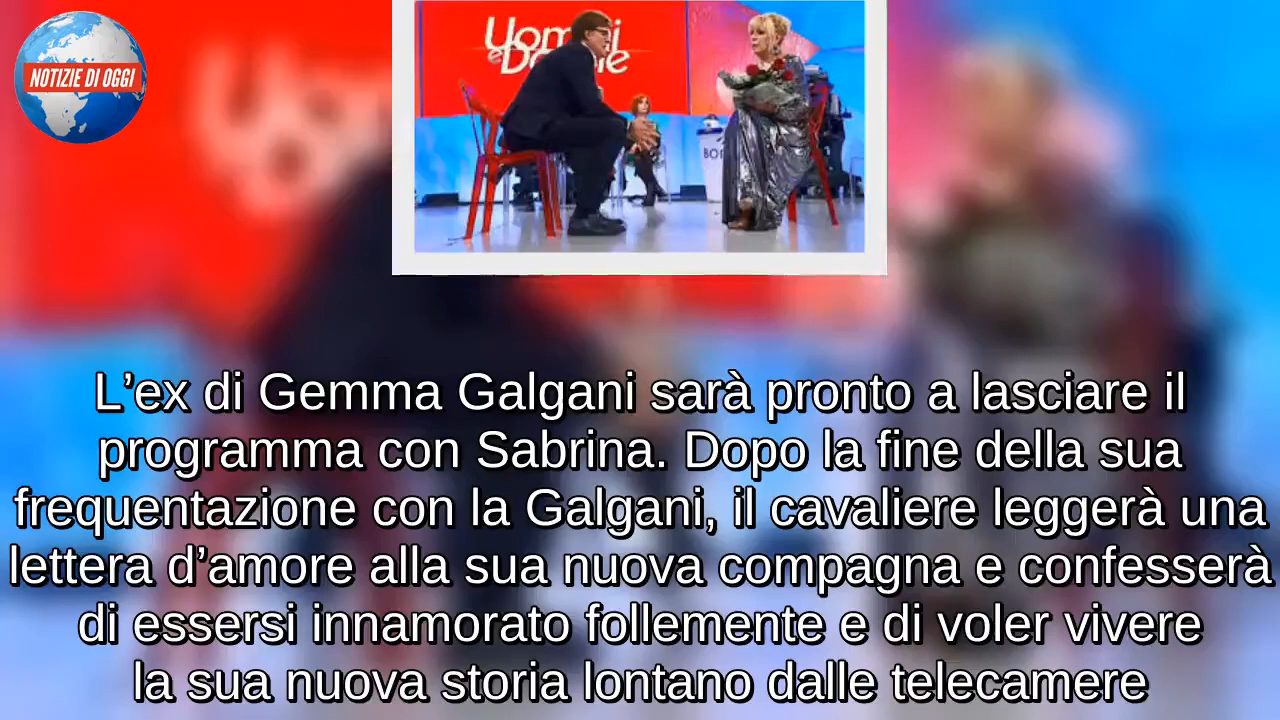 NOTIZIE DI OGGI
Uomini
e Donne
BOR
L’ex di Gemma Galgani sarà pronto a lasciare il
programma con Sabrina. Dopo la fine della sua
frequentazione con la Galgani, il cavaliere leggerà una
lettera d’amore alla sua nuova compagna e confesserà
di essersi innamorato follemente e di voler vivere
la sua nuova storia lontano dalle telecamere